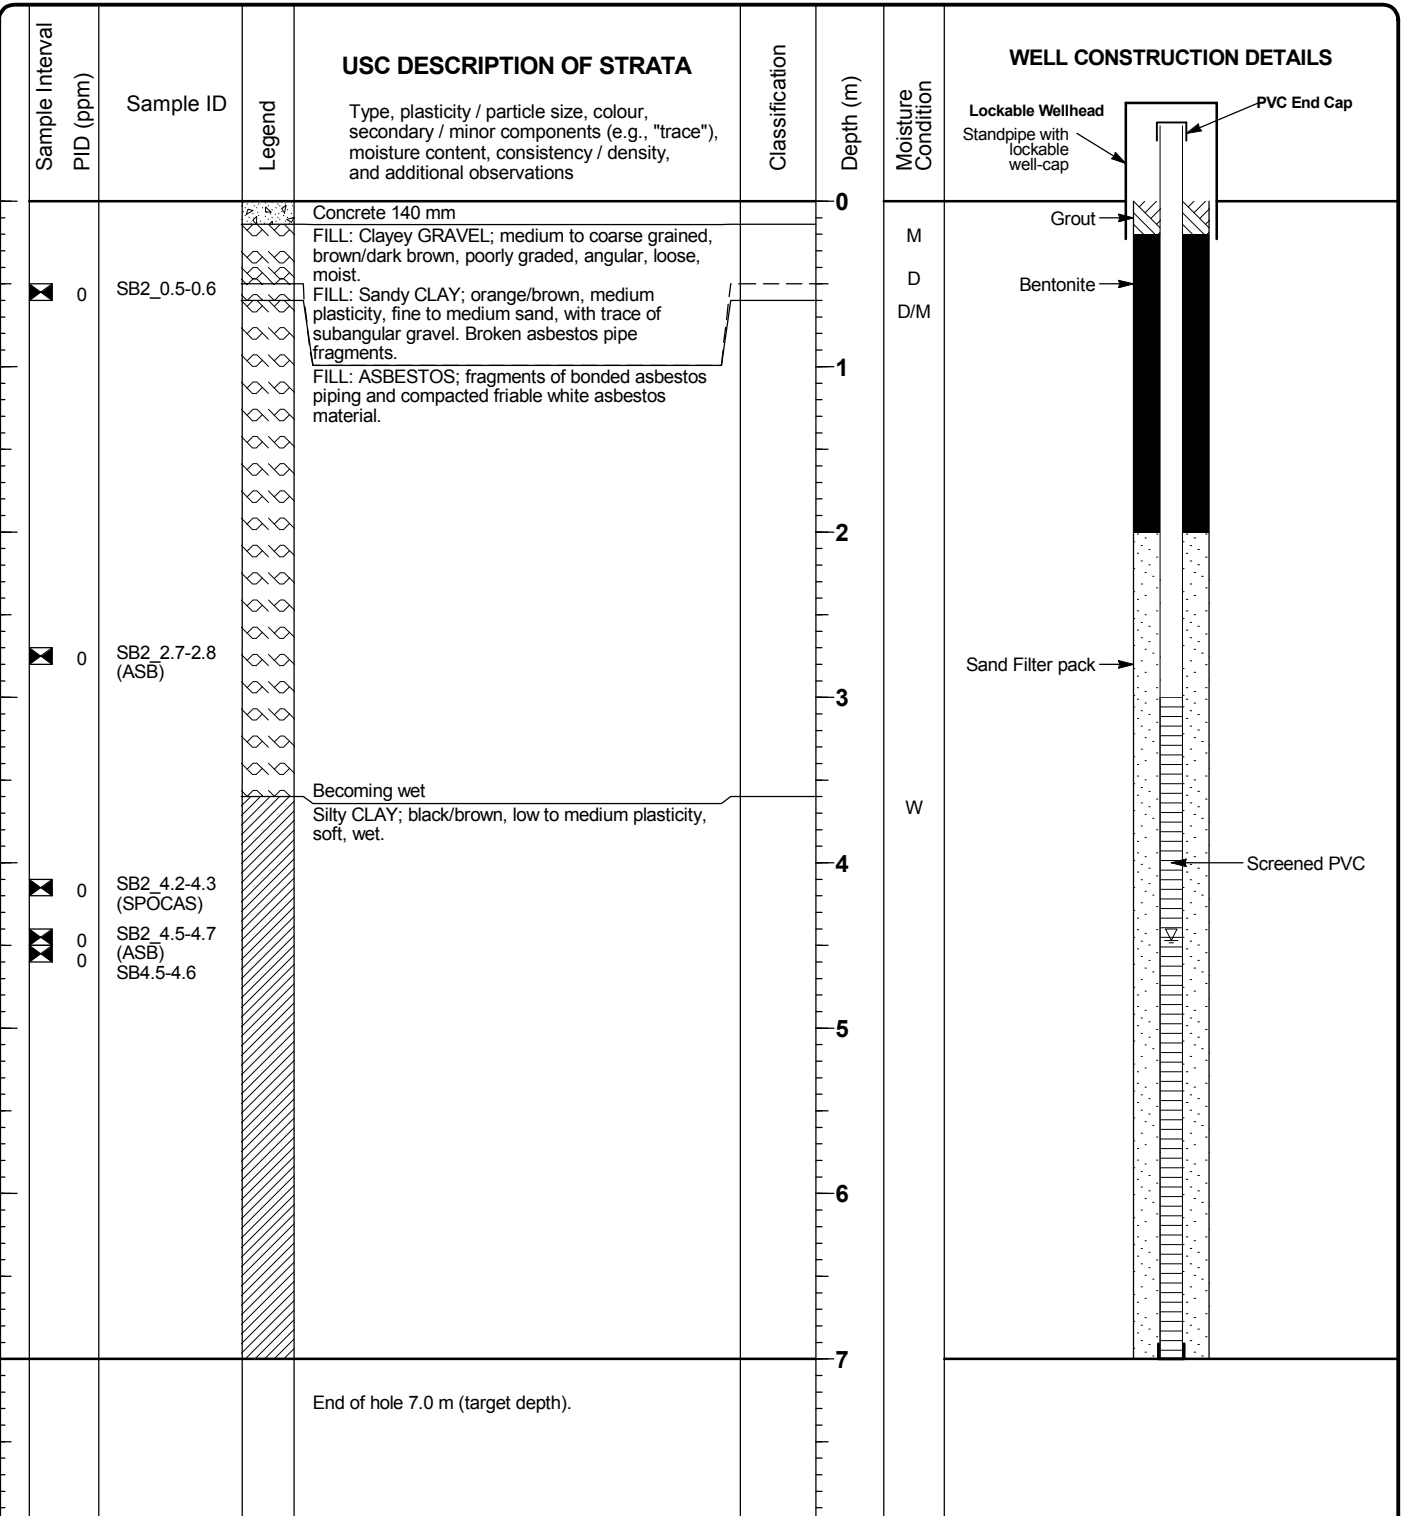 Sample Interval
PID (ppm)
Sample ID
Legend
USC DESCRIPTION OF STRATA
Type, plasticity / particle size, colour,
secondary / minor components (e.g., "trace"),
moisture content, consistency / density,
and additional observations
Classification
Depth (m)
Moisture
Condition
WELL CONSTRUCTION DETAILS
Lockable Wellhead
Standpipe with
lockable
well-cap
PVC End Cap
0
Concrete 140 mm
Grout
FILL: Clayey GRAVEL; medium to coarse grained,
brown/dark brown, poorly graded, angular, loose,
moist.
M
D
Bentonite
0
SB2_0.5-0.6
FILL: Sandy CLAY; orange/brown, medium
plasticity, fine to medium sand, with trace of
subangular gravel. Broken asbestos pipe
fragments.
D/M
1
FILL: ASBESTOS; fragments of bonded asbestos
piping and compacted friable white asbestos
material.
2
0
SB2_2.7-2.8
(ASB)
Sand Filter pack
3
Becoming wet
Silty CLAY; black/brown, low to medium plasticity,
soft, wet.
W
4
Screened PVC
0
SB2_4.2-4.3
(SPOCAS)
0
SB2_4.5-4.7
(ASB)
0
SB4.5-4.6
5
6
7
End of hole 7.0 m (target depth).